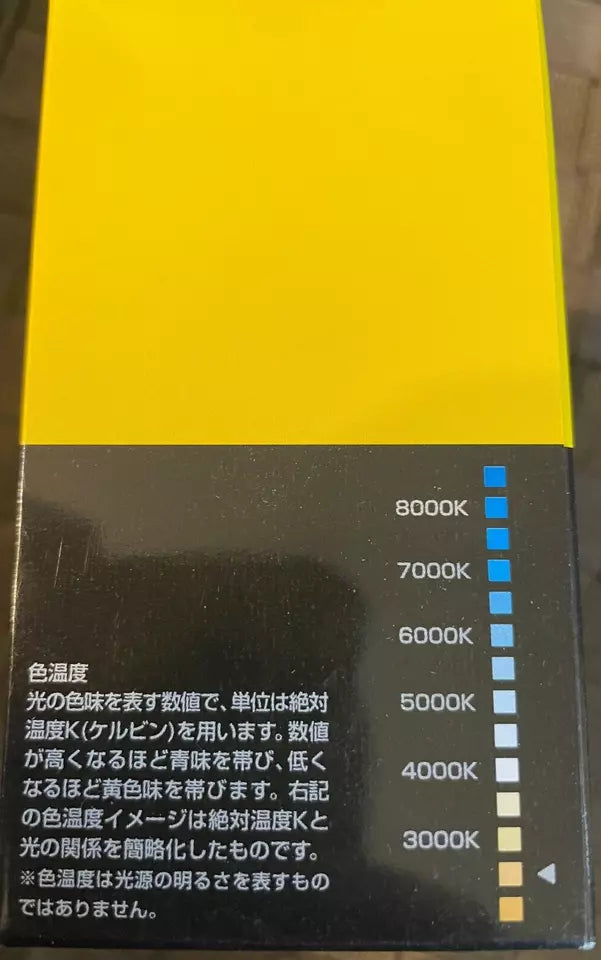 8000K
7000K
6000K
5000K
4000K
3000K
色温度
光の色味を表す数値で、単位は絶対
温度K(ケルビン)を用います。数値
が高くなるほど青味を帯び、低く
なるほど黄色味を帯びます。右記
の色温度イメージは絶対温度Kと
光の関係を簡略化したものです。
※色温度は光源の明るさを表すもの
ではありません。